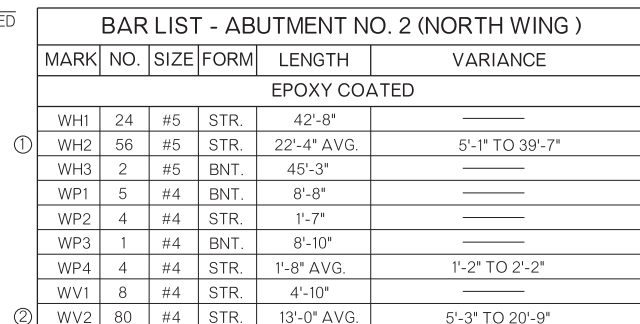 ED
BAR LIST - ABUTMENT NO. 2 (NORTH WING )
MARK NO. SIZE FORM LENGTH VARIANCE
EPOXY COATED
WH1 24 #5 STR. 42'-8"
① WH2 56 #5 STR. 22'-4" AVG. 5'-1" TO 39'-7"
WH3 2 #5 BNT. 45'-3"
WP1 5 #4 BNT. 8'-8"
WP2 4 #4 STR. 1'-7"
WP3 1 #4 BNT. 8'-10"
WP4 4 #4 STR. 1'-8" AVG. 1'-2" TO 2'-2"
WV1 8 #4 STR. 4'-10"
② WV2 80 #4 STR. 13'-0" AVG. 5'-3" TO 20'-9"